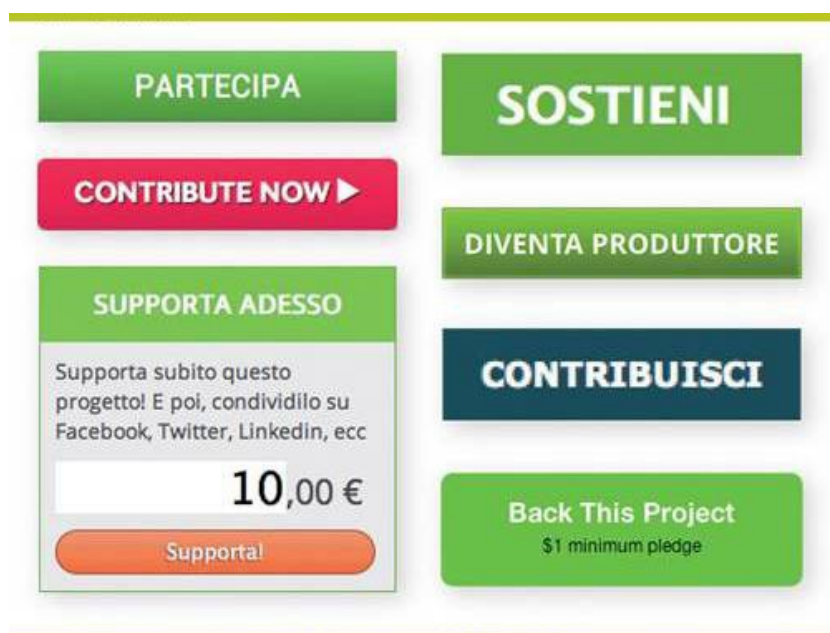 PARTECIPA
CONTRIBUTE NOW ▶
SUPPORTA ADESSO
Supporta subito questo
progetto! E poi, condividilo su
Facebook, Twitter, Linkedin, ecc
10,00 €
Supporta!
SOSTIENI
DIVENTA PRODUTTORE
CONTRIBUISCI
Back This Project
$1 minimum pledge